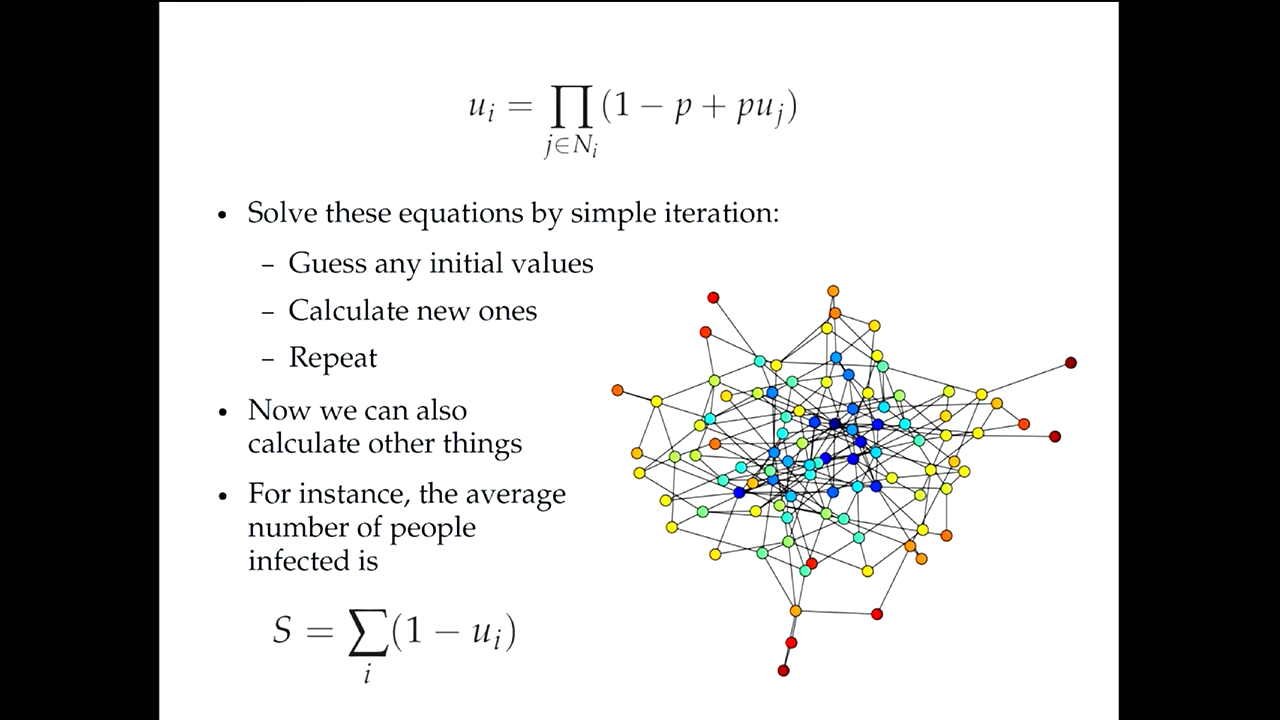 u_i = ∏_{j∈N_i} (1 − p + pu_j)
• Solve these equations by simple iteration:
– Guess any initial values
– Calculate new ones
– Repeat
• Now we can also
calculate other things
• For instance, the average
number of people
infected is
S = ∑_i (1 − u_i)